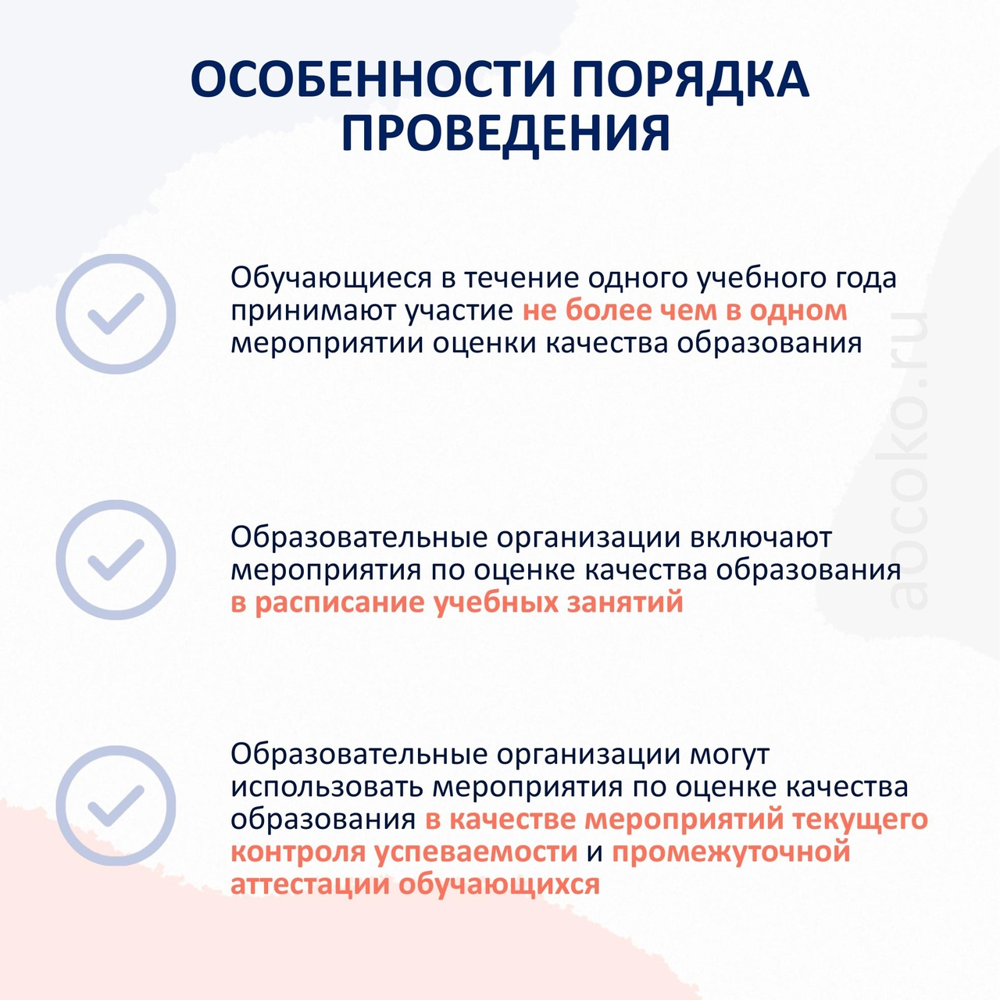 ОСОБЕННОСТИ ПОРЯДКА
ПРОВЕДЕНИЯ
Обучающиеся в течение одного учебного года
принимают участие не более чем в одном
мероприятии оценки качества образования
Образовательные организации включают
мероприятия по оценке качества образования
в расписание учебных занятий
Образовательные организации могут
использовать мероприятия по оценке качества
образования в качестве мероприятий текущего
контроля успеваемости и промежуточной
аттестации обучающихся
aocoko.ru